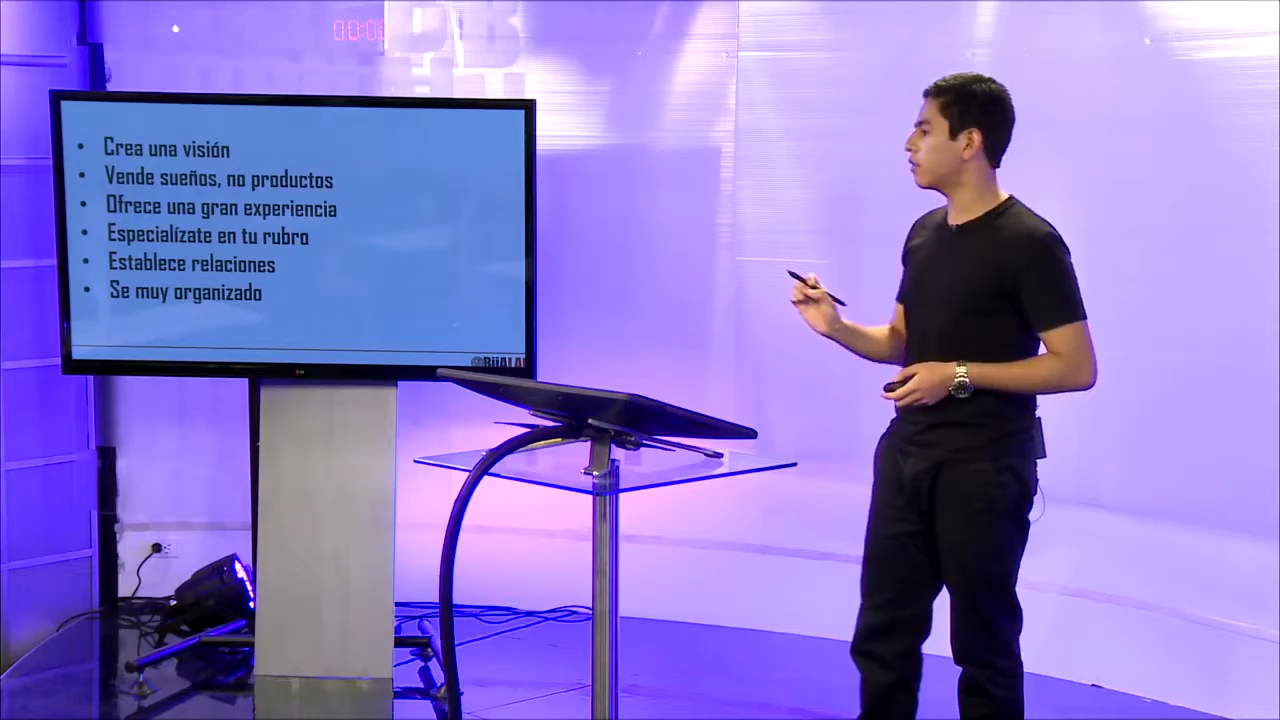 Crea una visión
Vende sueños, no productos
Ofrece una gran experiencia
Especialízate en tu rubro
Establece relaciones
Se muy organizado